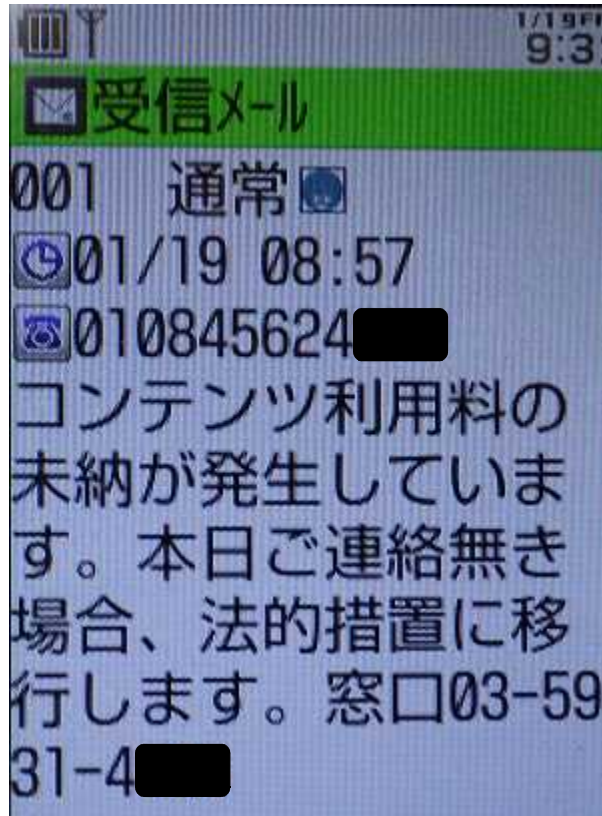 1/19
9:3
受信メール
001 通常
01/19 08:57
010845624
コンテンツ利用料の
未納が発生していま
す。本日ご連絡無き
場合、法的措置に移
行します。窓口03-59
31-4